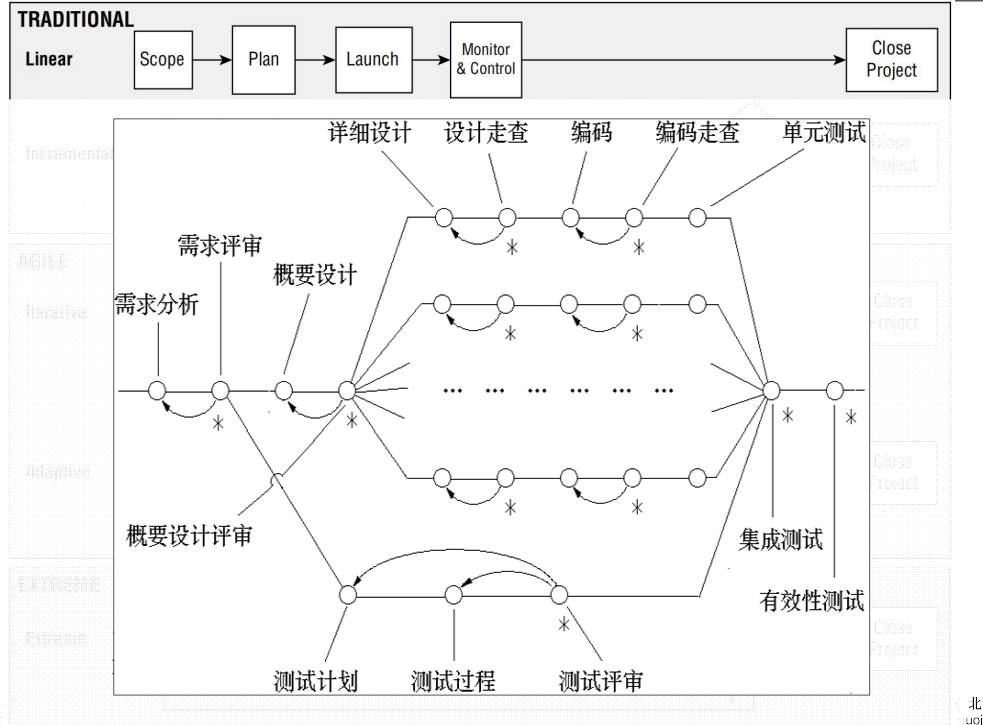 TRADITIONAL
Linear
Scope
Plan
Launch
Monitor
& Control
Close
Project
详细设计
设计走查
编码
编码走查
单元测试
Incremental
Close
Project
需求评审
AGILE
概要设计
需求分析
Iterative
Close
Project
*
*
*
*
... ... ... ... ... ...
*
*
*
*
Adaptive
Close
Project
*
*
概要设计评审
集成测试
EXTREME
有效性测试
*
Extreme
Close
Project
测试计划
测试过程
测试评审
北